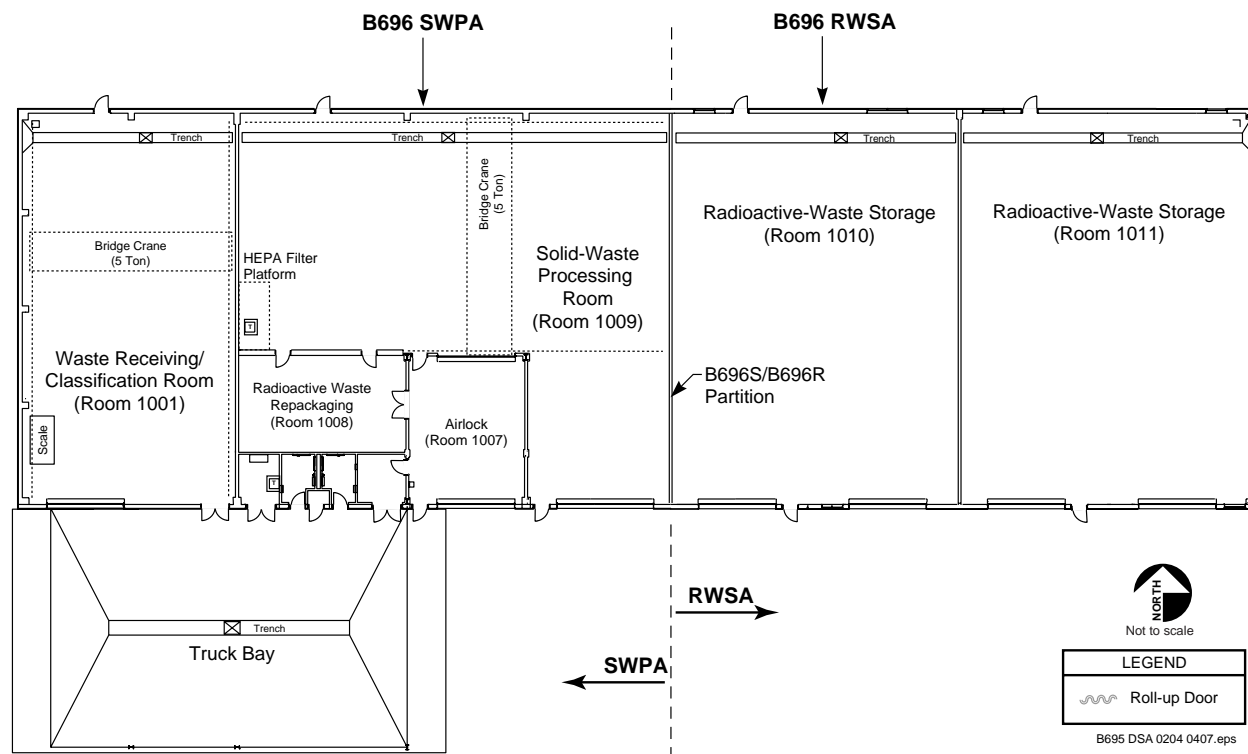 B696 SWPA
B696 RWSA
Trench
Trench
Trench
Trench
Bridge Crane
(5 Ton)
Bridge Crane
(5 Ton)
HEPA Filter
Platform
T
Solid-Waste
Processing
Room
(Room 1009)
Radioactive-Waste Storage
(Room 1010)
Radioactive-Waste Storage
(Room 1011)
Waste Receiving/
Classification Room
(Room 1001)
Scale
Radioactive Waste
Repackaging
(Room 1008)
T
Airlock
(Room 1007)
B696S/B696R
Partition
Trench
Truck Bay
RWSA
SWPA
NORTH
Not to scale
LEGEND
Roll-up Door
B695 DSA 0204 0407.eps